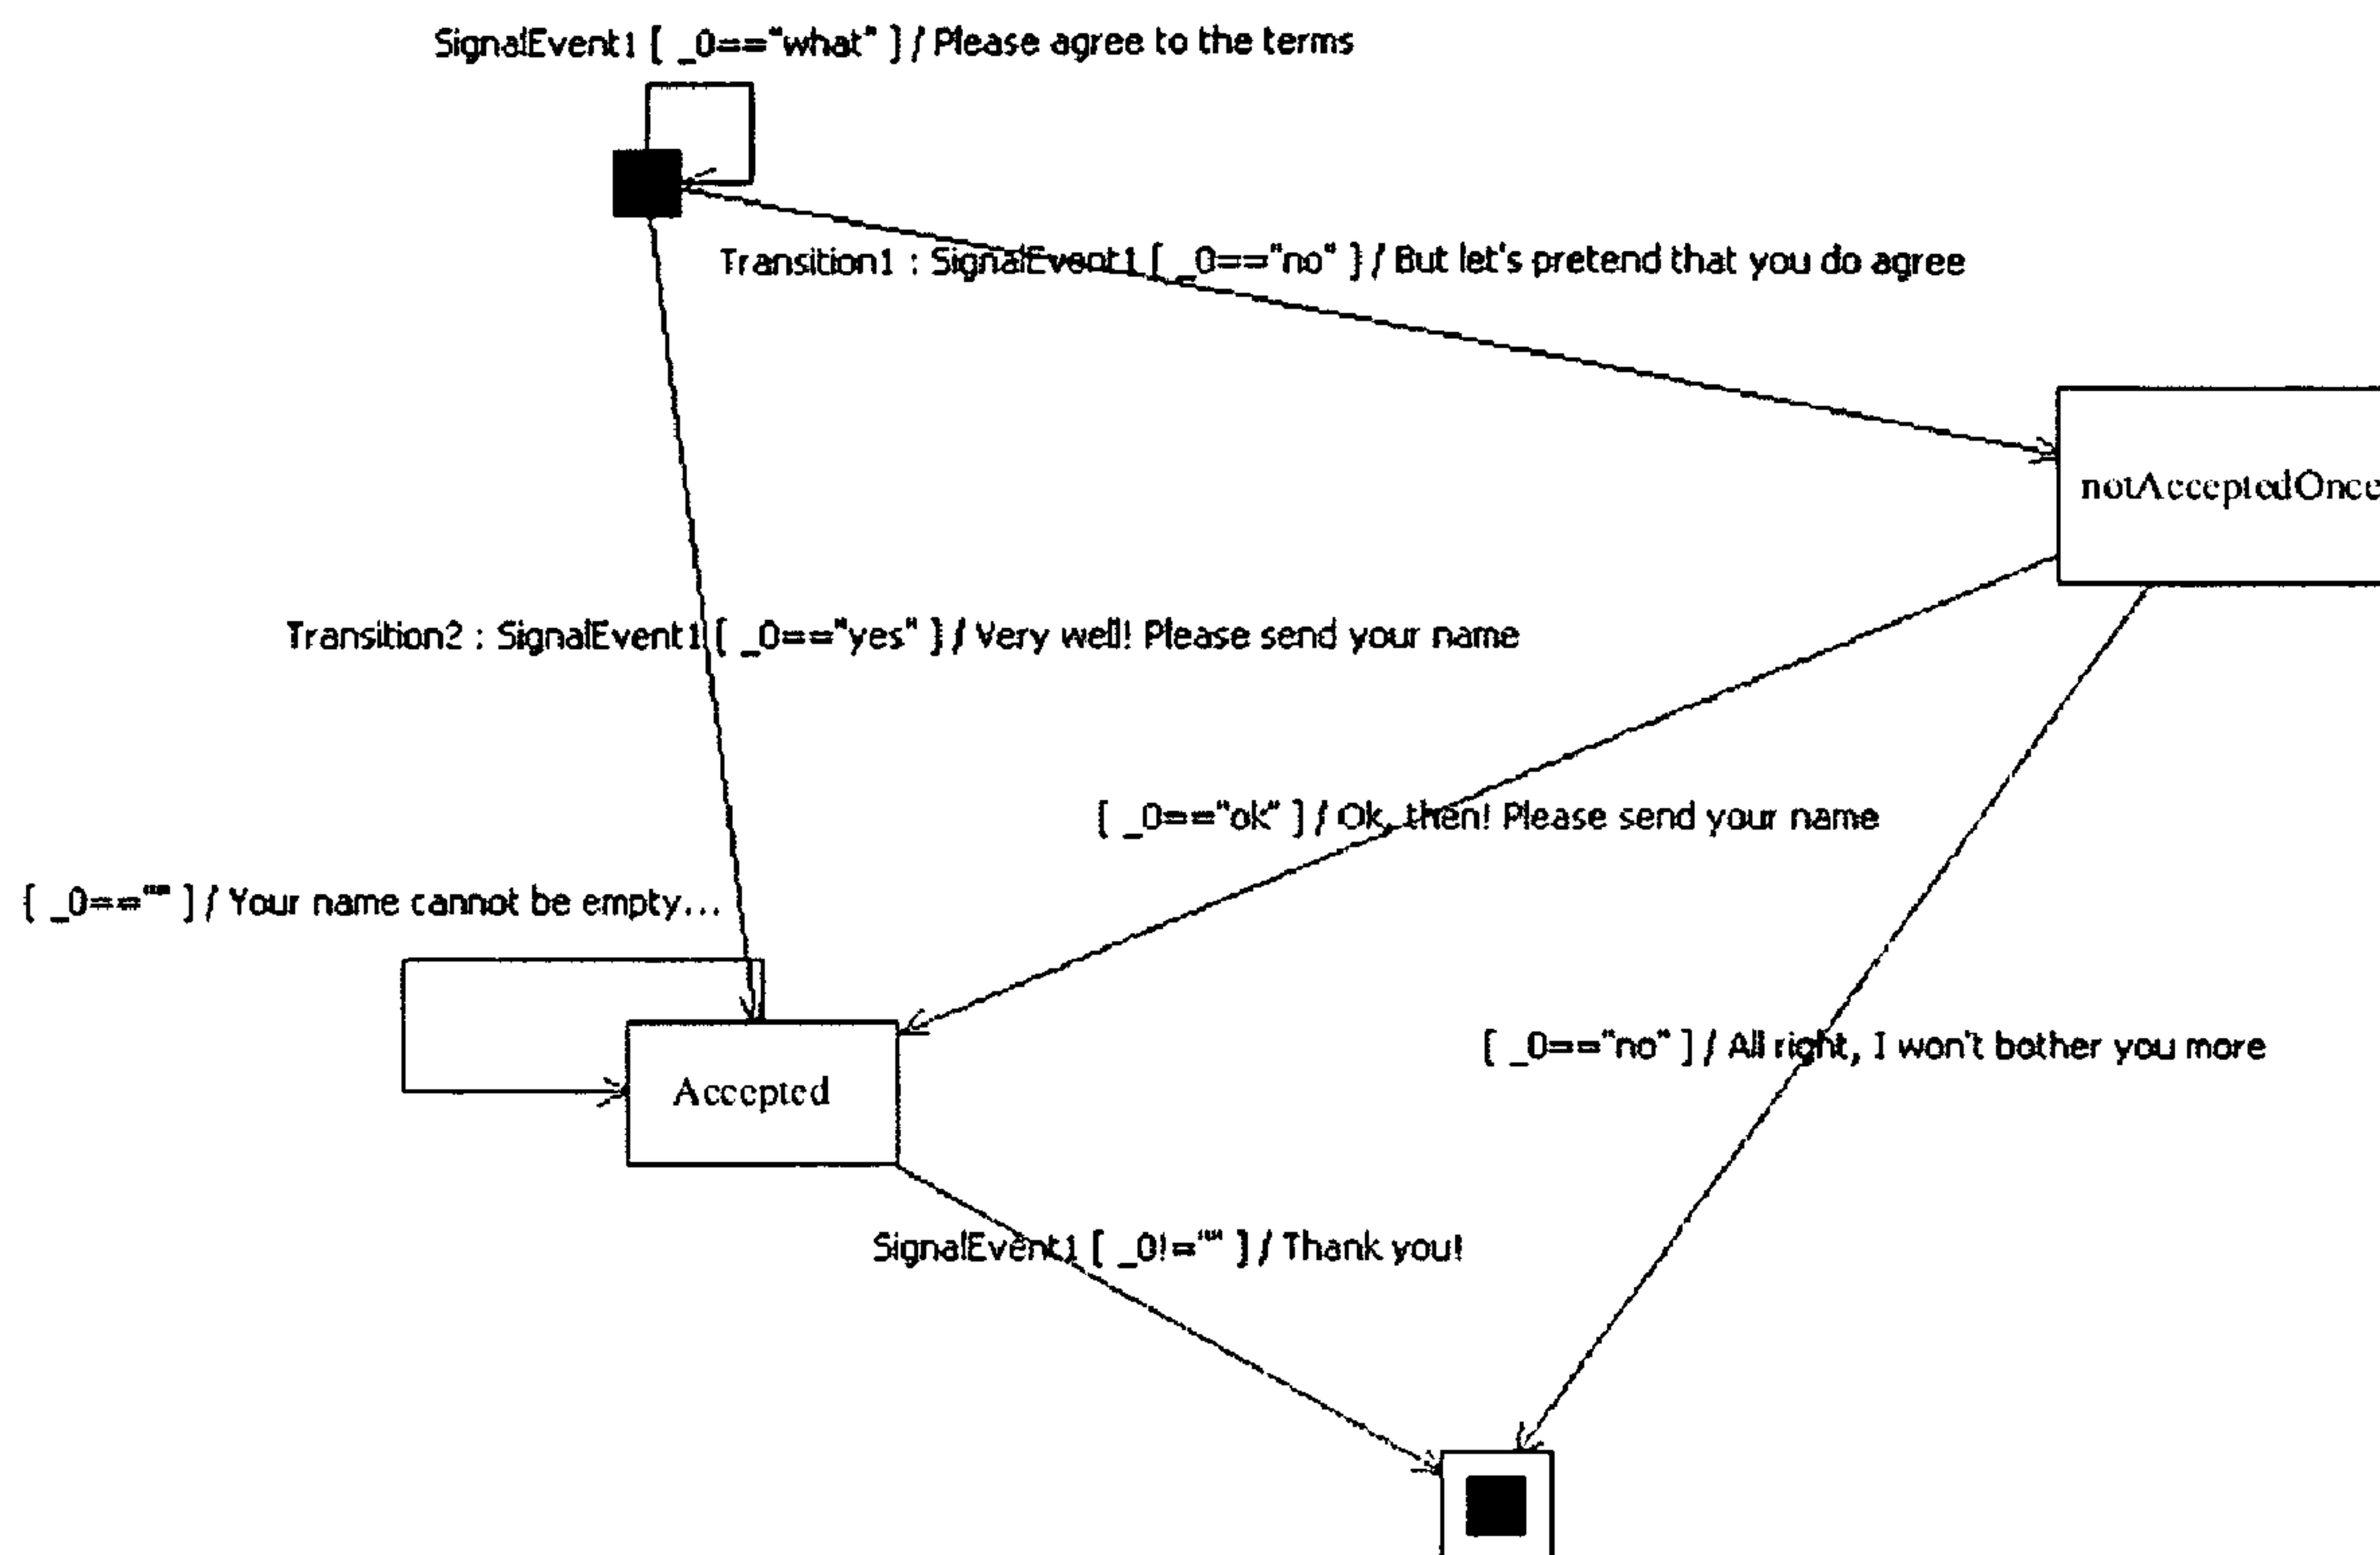 SignalEvent1 [ _0=="what" ] / Please agree to the terms
Transition1 : SignalEvent1 [ _0=="no" ] / But let's pretend that you do agree
notAcceptedOnce
Transition2 : SignalEvent1 [ _0=="yes" ] / Very well! Please send your name
[ _0=="ok" ] / Ok, then! Please send your name
[ _0=="" ] / Your name cannot be empty...
[ _0=="no" ] / All right, I won't bother you more
Accepted
SignalEvent1 [ _0!="" ] / Thank you!